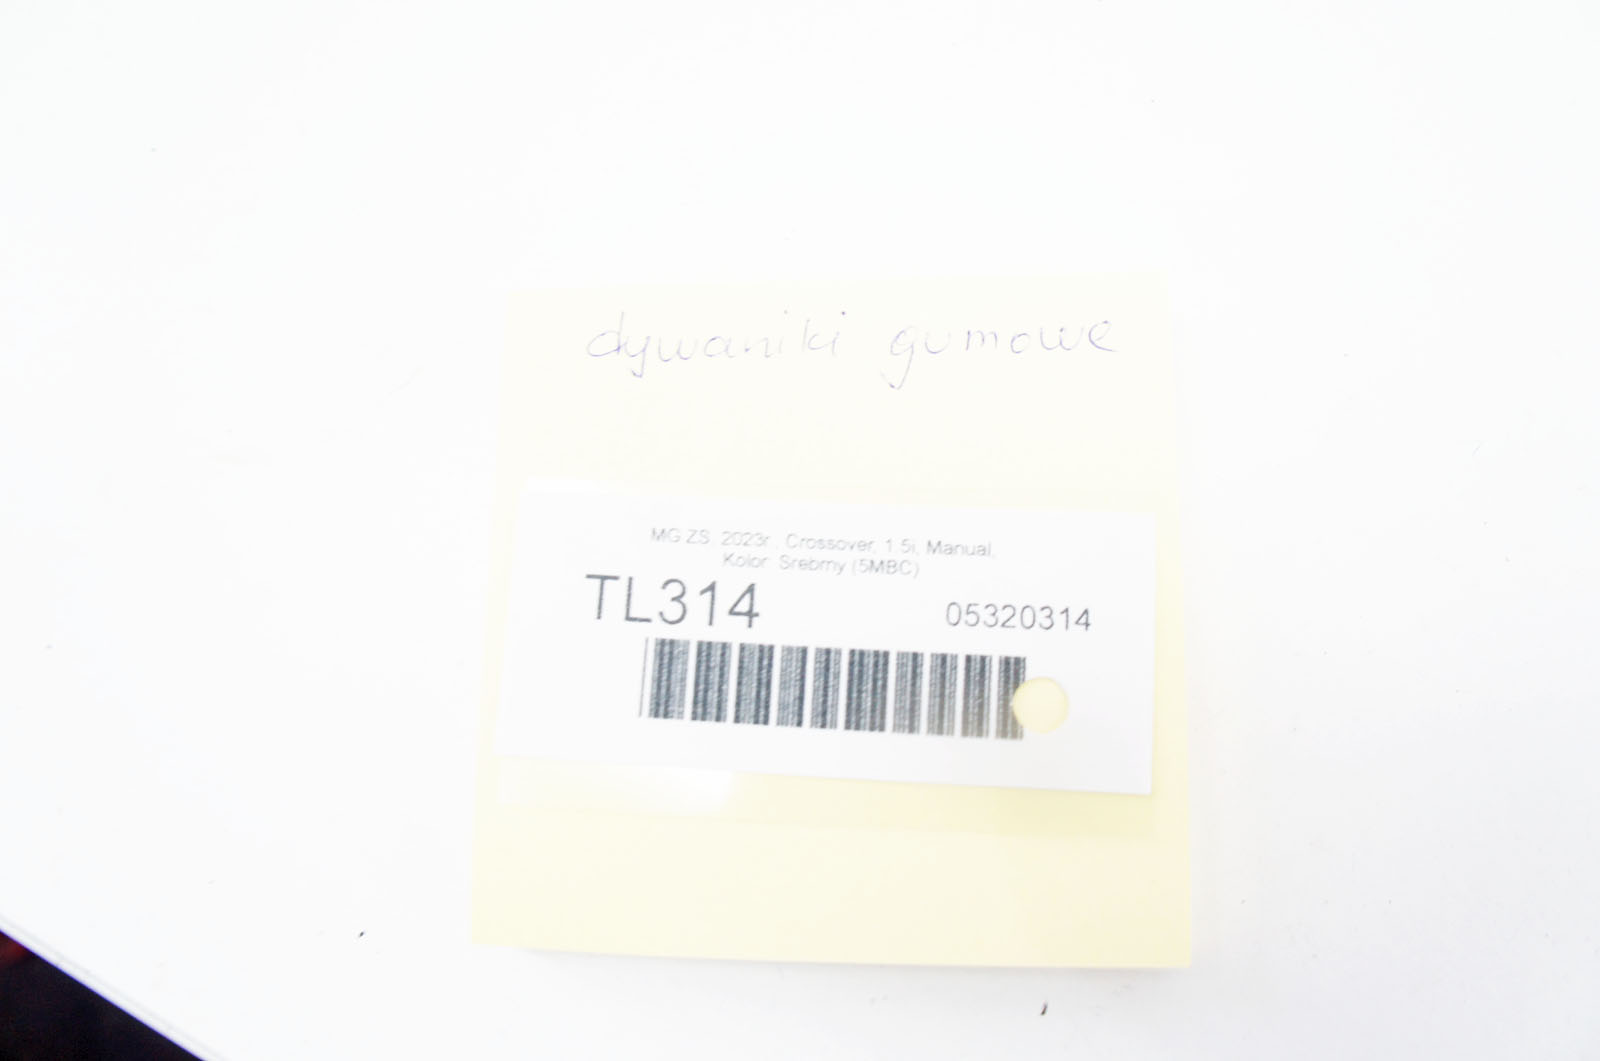 dywaniki gumowe
MG ZS, 2023r., Crossover, 1.5i, Manual,
Kolor: Srebrny (5MBC)
TL314 05320314